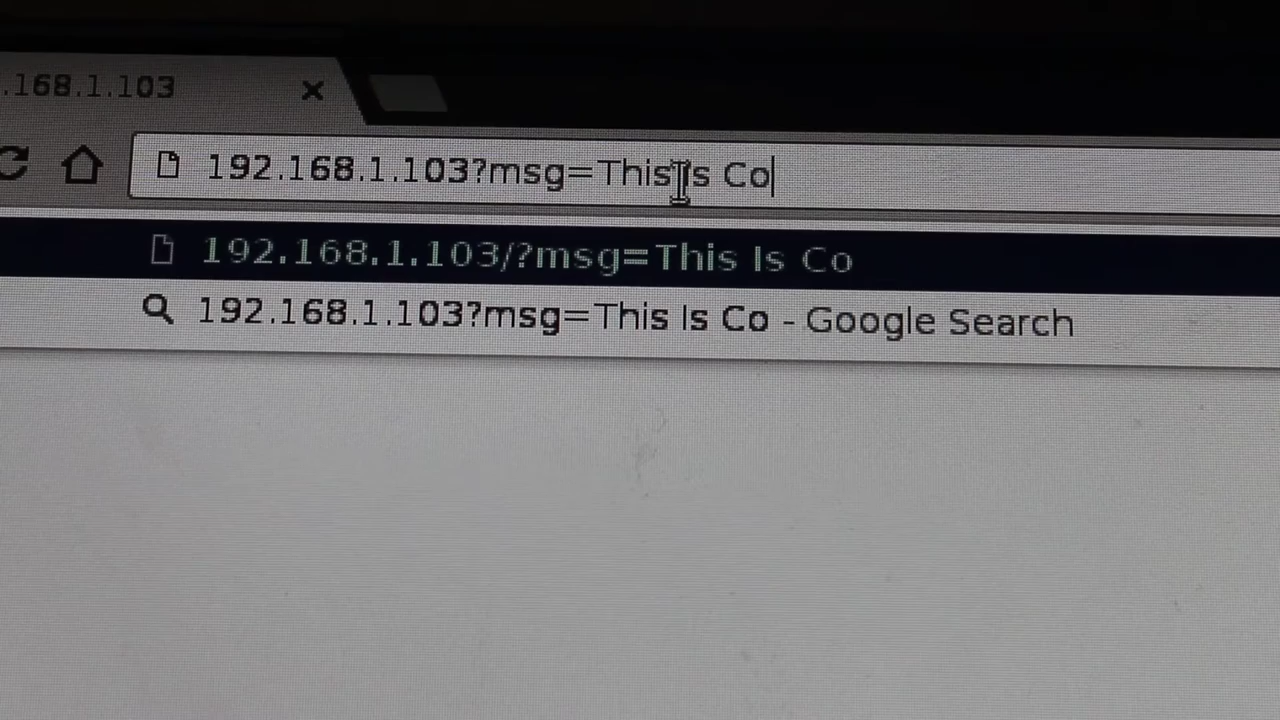 .168.1.103
192.168.1.103?msg=This Is Co
192.168.1.103/?msg=This Is Co
192.168.1.103?msg=This Is Co - Google Search